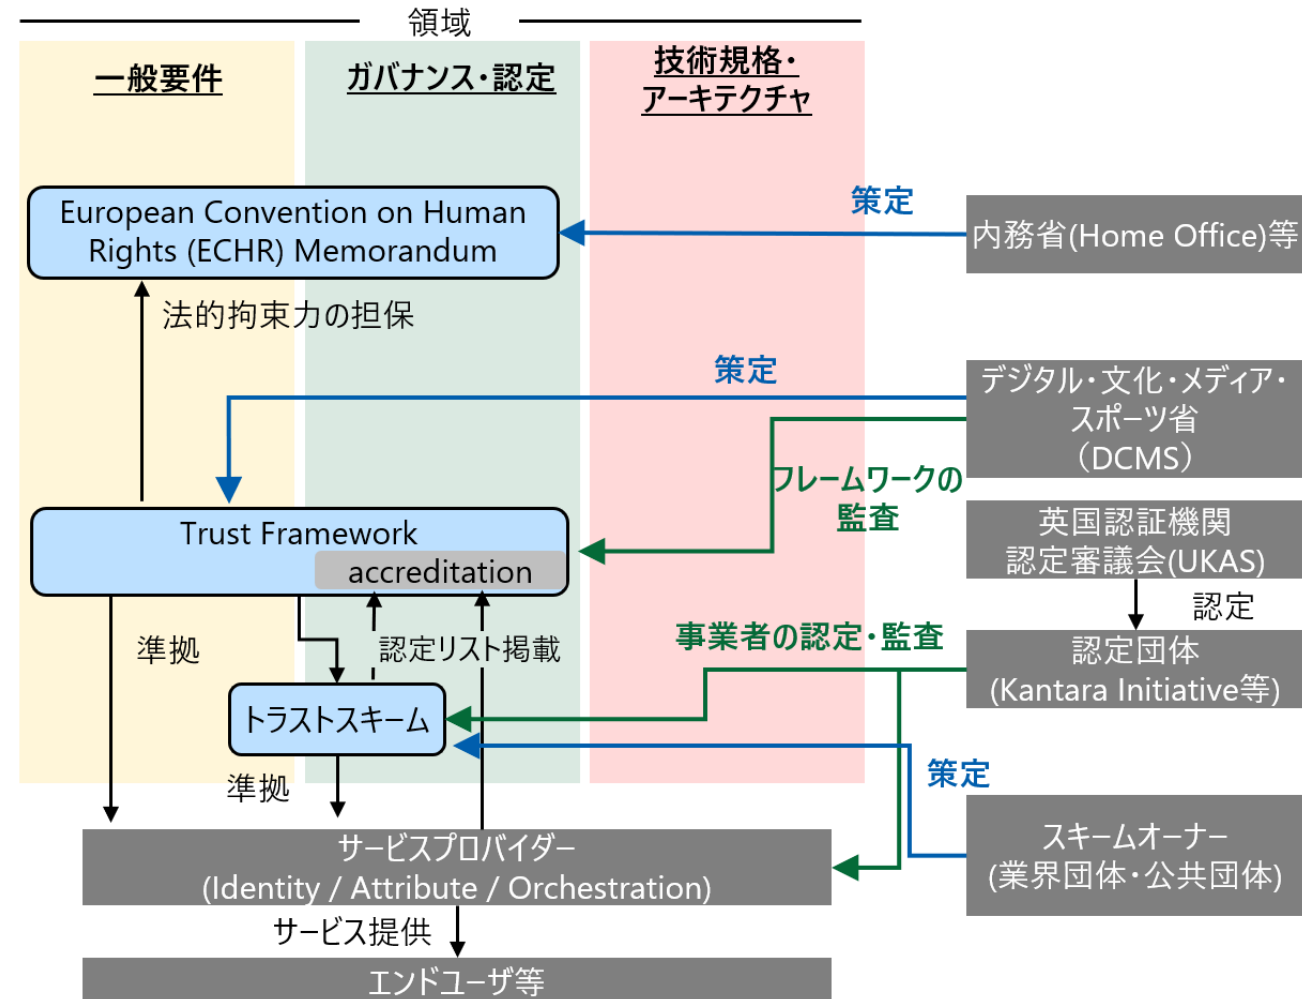 領域
一般要件
ガバナンス・認定
技術規格・
アーキテクチャ
European Convention on Human
Rights (ECHR) Memorandum
策定
内務省(Home Office)等
法的拘束力の担保
策定
デジタル・文化・メディア・
スポーツ省
（DCMS）
フレームワークの
監査
Trust Framework
accreditation
英国認証機関
認定審議会(UKAS)
認定
準拠
認定リスト掲載
事業者の認定・監査
認定団体
(Kantara Initiative等)
トラストスキーム
準拠
策定
スキームオーナー
(業界団体・公共団体)
サービスプロバイダー
(Identity / Attribute / Orchestration)
サービス提供
エンドユーザ等